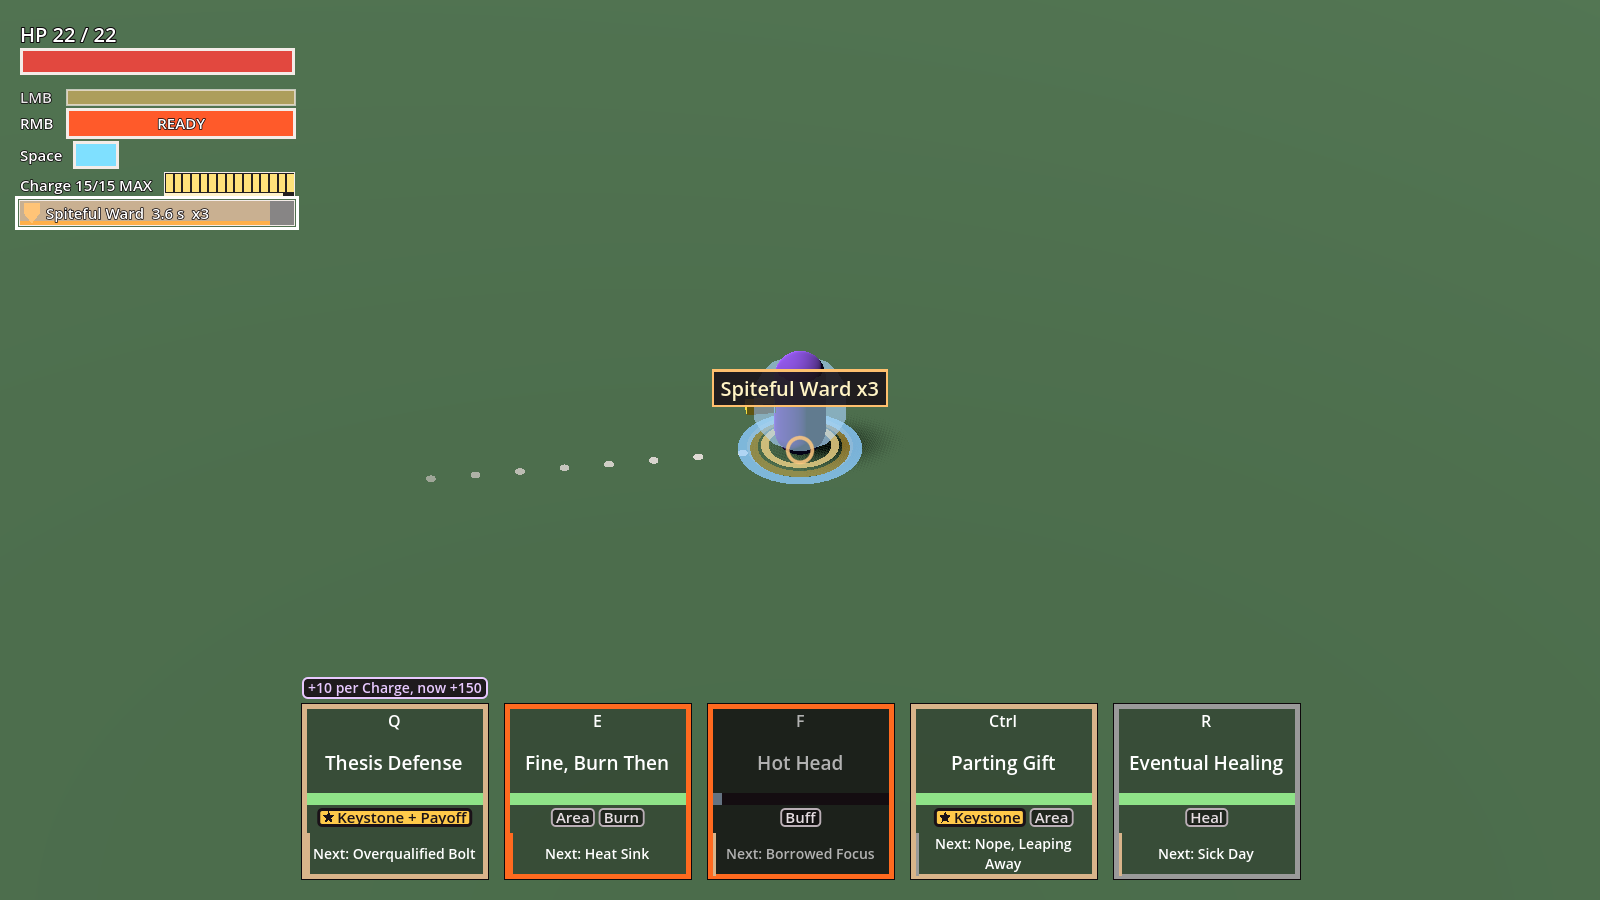 HP 22 / 22
LMB
RMB READY
Space
Charge 15/15 MAX
Spiteful Ward 3.6 s x3
Spiteful Ward x3
+10 per Charge, now +150
Q
Thesis Defense
★ Keystone + Payoff
Next: Overqualified Bolt
E
Fine, Burn Then
Area Burn
Next: Heat Sink
F
Hot Head
Buff
Next: Borrowed Focus
Ctrl
Parting Gift
★ Keystone Area
Next: Nope, Leaping
Away
R
Eventual Healing
Heal
Next: Sick Day